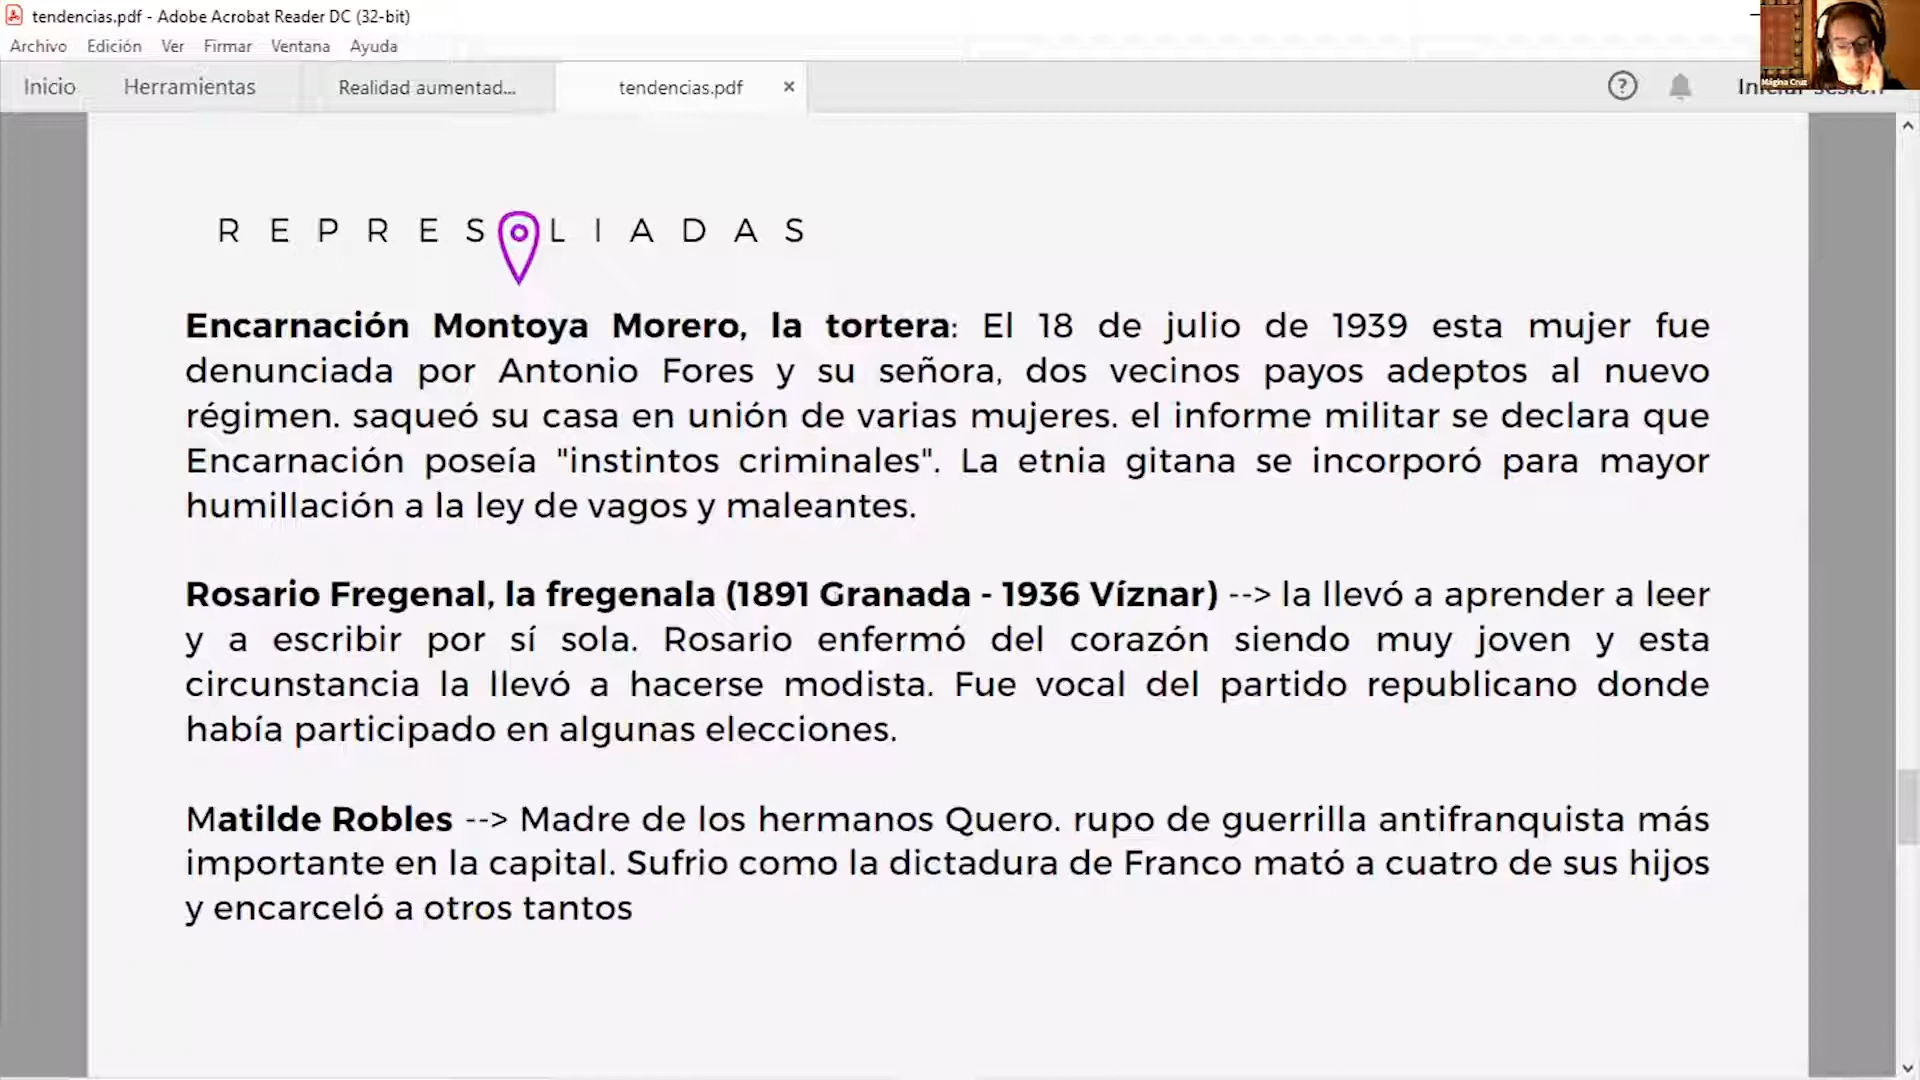 tendencias.pdf - Adobe Acrobat Reader DC (32-bit)
Archivo Edición Ver Firmar Ventana Ayuda
Inicio Herramientas Realidad aumentad... tendencias.pdf × ? Iniciar sesión
Mágina Cruz
R E P R E S L I A D A S
Encarnación Montoya Morero, la tortera: El 18 de julio de 1939 esta mujer fue
denunciada por Antonio Fores y su señora, dos vecinos payos adeptos al nuevo
régimen. saqueó su casa en unión de varias mujeres. el informe militar se declara que
Encarnación poseía "instintos criminales". La etnia gitana se incorporó para mayor
humillación a la ley de vagos y maleantes.
Rosario Fregenal, la fregenala (1891 Granada - 1936 Víznar) --> la llevó a aprender a leer
y a escribir por sí sola. Rosario enfermó del corazón siendo muy joven y esta
circunstancia la llevó a hacerse modista. Fue vocal del partido republicano donde
había participado en algunas elecciones.
Matilde Robles --> Madre de los hermanos Quero. rupo de guerrilla antifranquista más
importante en la capital. Sufrio como la dictadura de Franco mató a cuatro de sus hijos
y encarceló a otros tantos